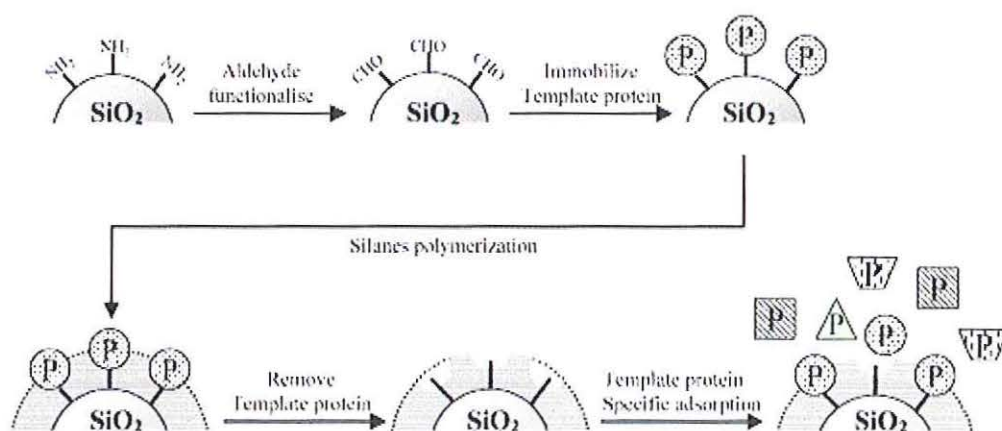 NH₂
NH₂
NH₂
SiO₂
Aldehyde
functionalise
CHO
CHO
CHO
SiO₂
Immobilize
Template protein
P
P
P
SiO₂
Silanes polymerization
P
P
P
SiO₂
Remove
Template protein
SiO₂
Template protein
Specific adsorption
P
P
P
P
P
P
P
P
SiO₂